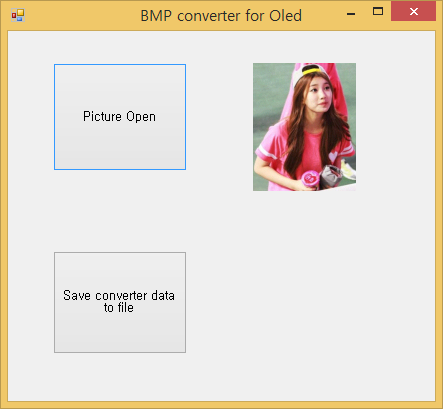 BMP converter for Oled
Picture Open
Save converter data
to file